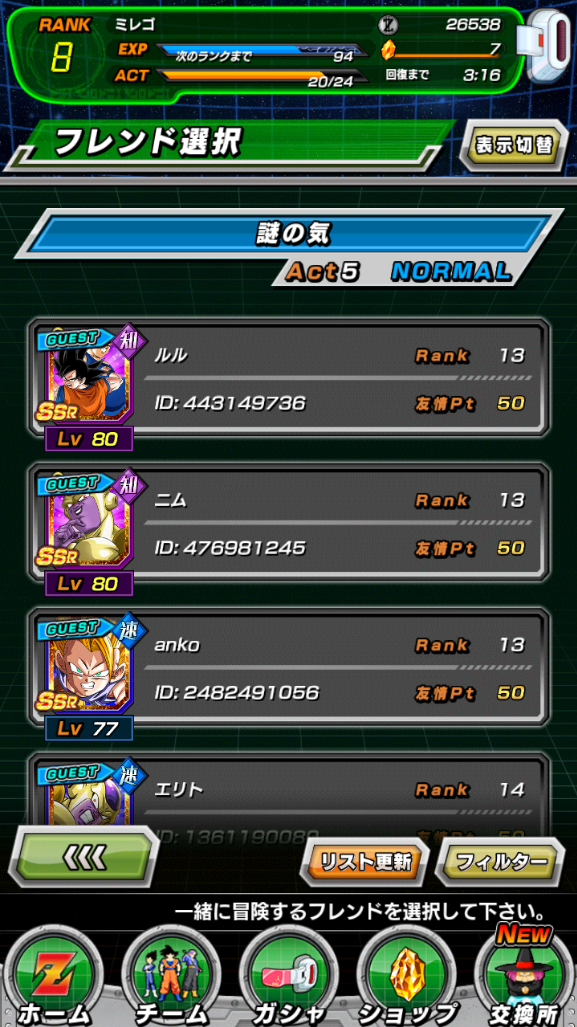 RANK ミレゴ 26538
8 EXP 次のランクまで 94 7
ACT 20/24 回復まで 3:16
フレンド選択 表示切替
謎の気
Act5 NORMAL
GUEST 知 ルル Rank 13
SSR ID: 443149736 友情Pt 50
Lv 80
GUEST 知 ニム Rank 13
SSR ID: 476981245 友情Pt 50
Lv 80
GUEST 速 anko Rank 13
SSR ID: 2482491056 友情Pt 50
Lv 77
GUEST 速 エリト Rank 14
ID: 1361190089 友情Pt 50
リスト更新 フィルター
一緒に冒険するフレンドを選択して下さい。
NEW
ホーム チーム ガシャ ショップ 交換所